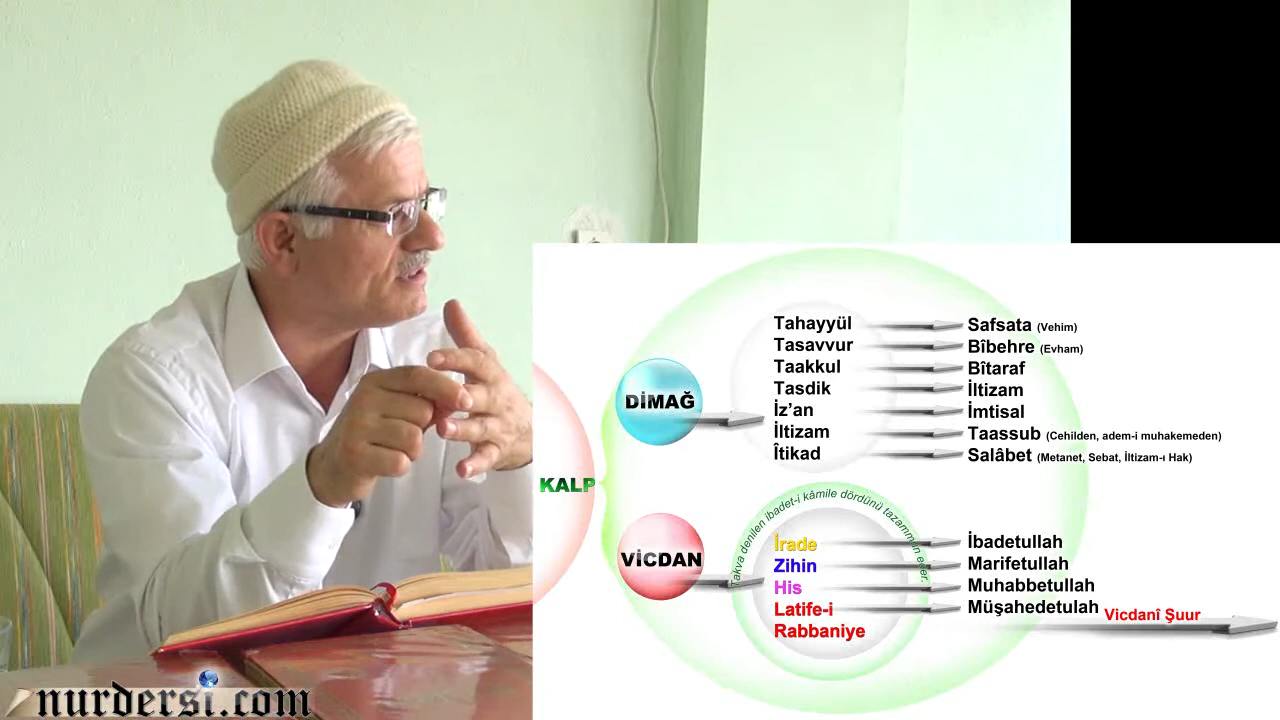 KALP
DİMAĞ
Tahayyül Safsata (Vehim)
Tasavvur Bîbehre (Evham)
Taakkul Bîtaraf
Tasdik İltizam
İz'an İmtisal
İltizam Taassub (Cehilden, adem-i muhakemeden)
Îtikad Salâbet (Metanet, Sebat, İltizam-ı Hak)
Takva denilen ibadet-i kâmile dördünü tazammun eder.
VİCDAN
İrade İbadetullah
Zihin Marifetullah
His Muhabbetullah
Latife-i Müşahedetulah Vicdanî Şuur
Rabbaniye
nurdersi.com